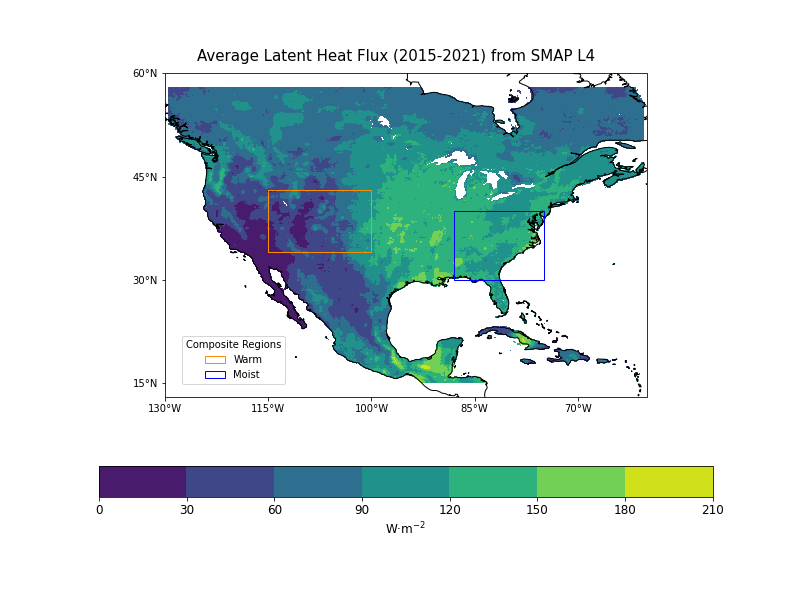 Average Latent Heat Flux (2015-2021) from SMAP L4
60°N
45°N
30°N
15°N
Composite Regions
Warm
Moist
130°W 115°W 100°W 85°W 70°W
0 30 60 90 120 150 180 210
W·m⁻²